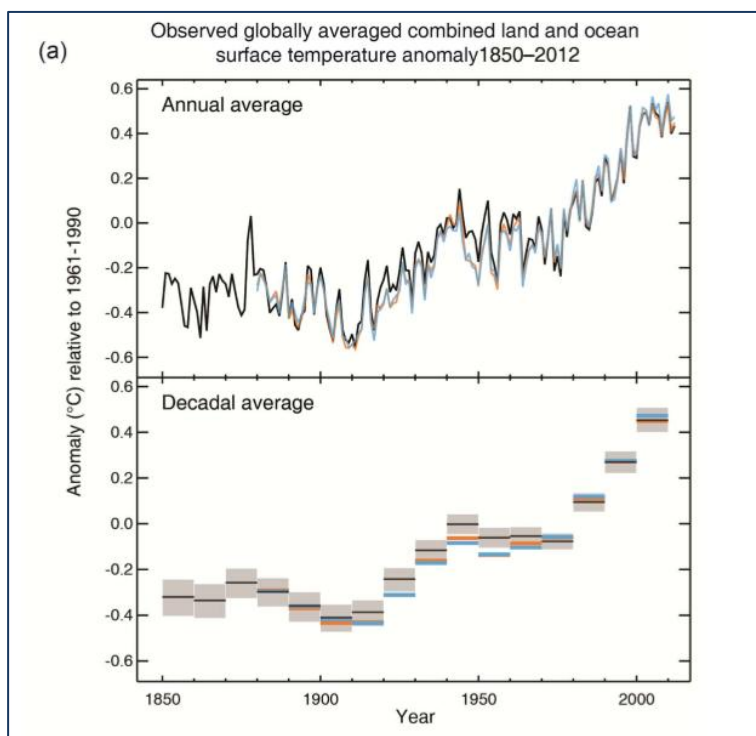 (a)
Observed globally averaged combined land and ocean
surface temperature anomaly1850–2012
Annual average
0.6
0.4
0.2
0.0
-0.2
-0.4
-0.6
Anomaly (°C) relative to 1961-1990
Decadal average
0.6
0.4
0.2
0.0
-0.2
-0.4
-0.6
1850
1900
1950
2000
Year